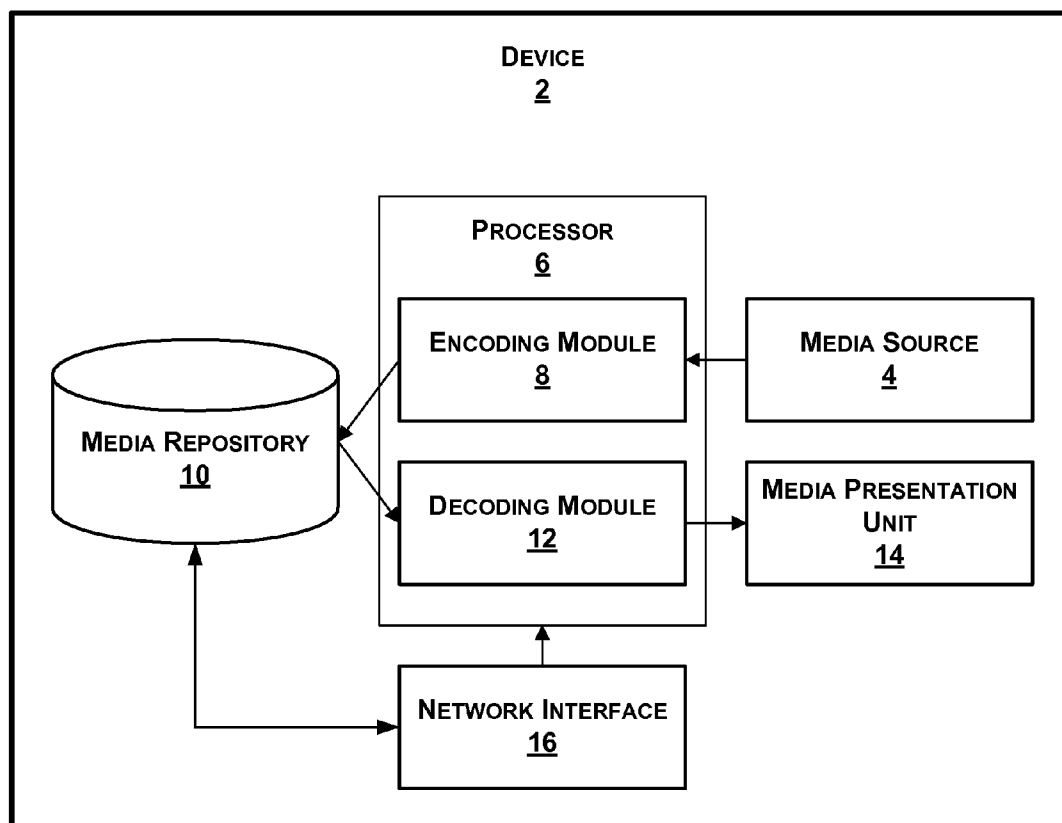 DEVICE
2
PROCESSOR
6
ENCODING MODULE
8
MEDIA SOURCE
4
MEDIA REPOSITORY
10
DECODING MODULE
12
MEDIA PRESENTATION
UNIT
14
NETWORK INTERFACE
16